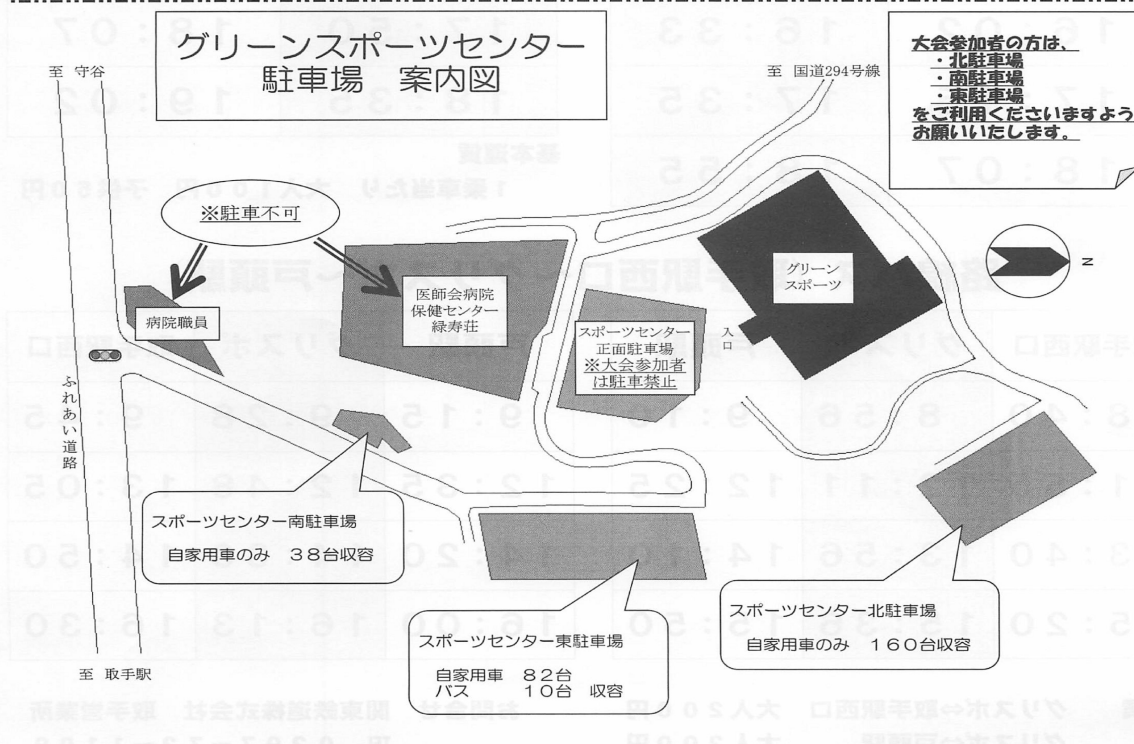 グリーンスポーツセンター
駐車場 案内図
至 守谷
至 国道294号線
大会参加者の方は、
・北駐車場
・南駐車場
・東駐車場
をご利用くださいますよう
お願いいたします。
※駐車不可
病院職員
医師会病院
保健センター
緑寿荘
グリーン
スポーツ
N
入口
スポーツセンター
正面駐車場
※大会参加者
は駐車禁止
ふれあい道路
スポーツセンター南駐車場
自家用車のみ 38台収容
スポーツセンター東駐車場
自家用車 82台
バス 10台 収容
スポーツセンター北駐車場
自家用車のみ 160台収容
至 取手駅